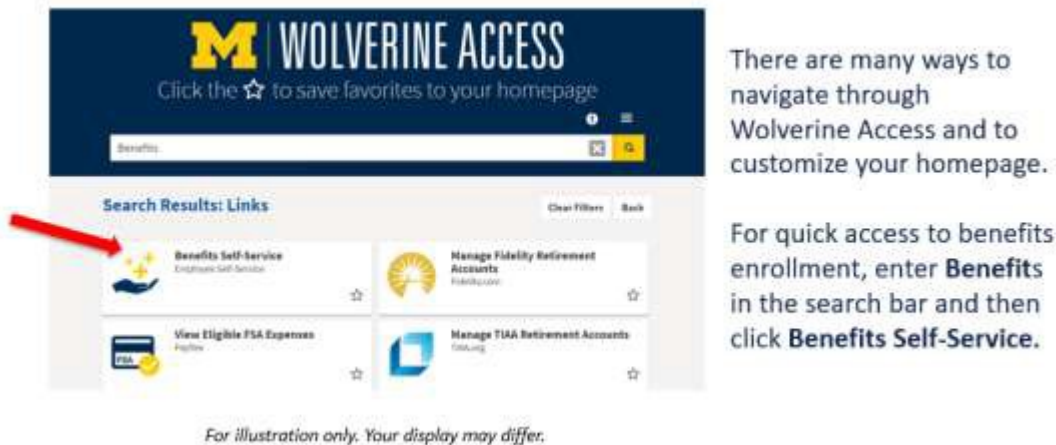 M | WOLVERINE ACCESS
Click the ☆ to save favorites to your homepage
Benefits
Search Results: Links
Clear Filters
Back
Benefits Self-Service
Employee Self-Service
Manage Fidelity Retirement
Accounts
Fidelity.com
View Eligible FSA Expenses
PayFlex
FSA
Manage TIAA Retirement Accounts
TIAA.org
There are many ways to
navigate through
Wolverine Access and to
customize your homepage.
For quick access to benefits
enrollment, enter Benefits
in the search bar and then
click Benefits Self-Service.
For illustration only. Your display may differ.